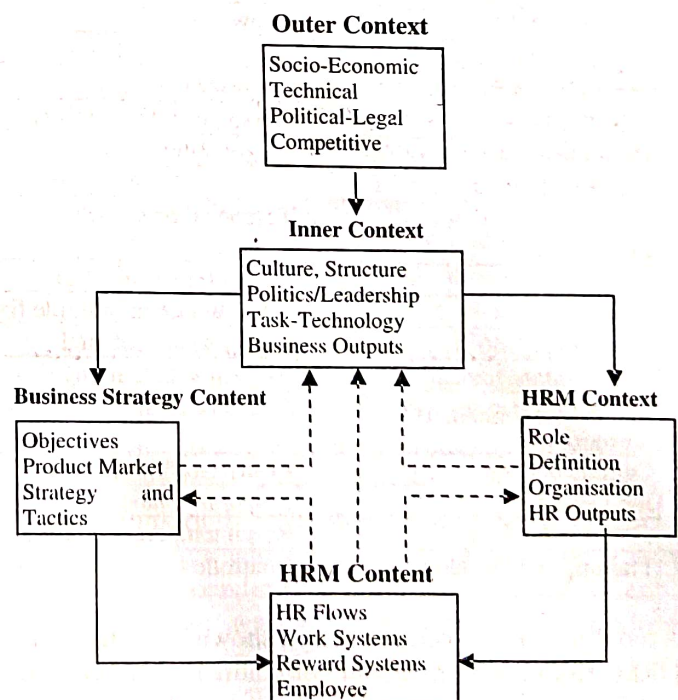 Outer Context
Socio-Economic
Technical
Political-Legal
Competitive
Inner Context
Culture, Structure
Politics/Leadership
Task-Technology
Business Outputs
Business Strategy Content
Objectives
Product Market
Strategy and
Tactics
HRM Context
Role
Definition
Organisation
HR Outputs
HRM Content
HR Flows
Work Systems
Reward Systems
Employee